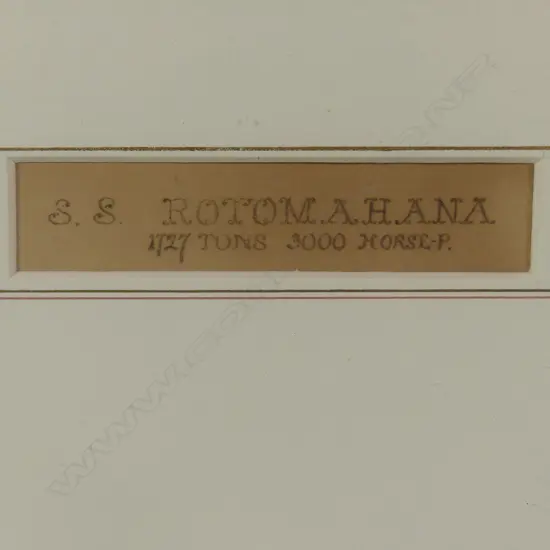 S. S. ROTOMAHANA
1727 TONS 3000 HORSE-P.